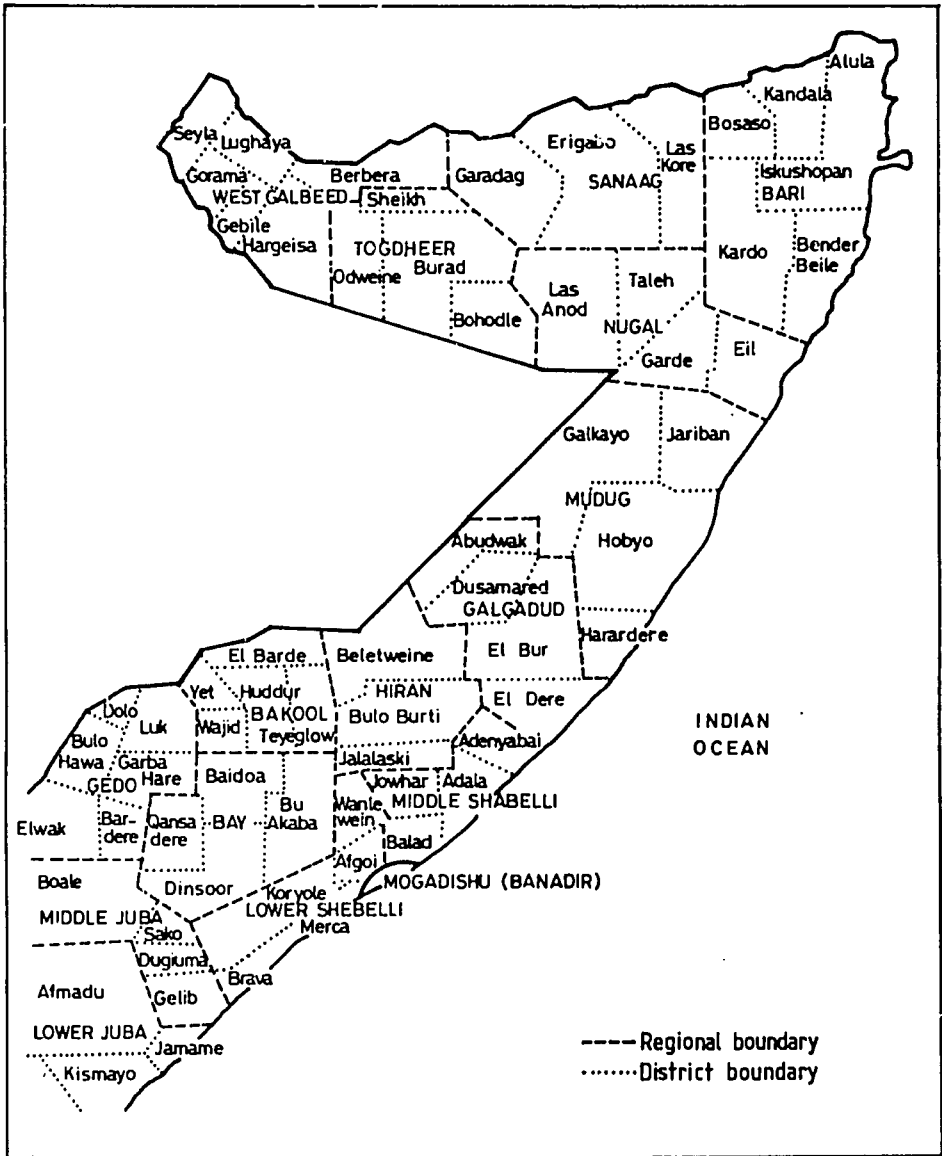 Alula
Kandala
Bosaso
Seyla
Lughaya
Erigabo
Las
Kore
Gorama
Berbera
Garadag
SANAAG
Iskushopan
BARI
WEST GALBEED
Sheikh
Gebile
Hargeisa
TOGDHEER
Burad
Odweine
Kardo
Bender
Beile
Las
Anod
Taleh
Bohodle
NUGAL
Garde
Eil
Galkayo
Jariban
MUDUG
Hobyo
Abudwak
Dusamared
GALGADUD
Harardere
El Bur
El Barde
Beletweine
Yet
Huddur
HIRAN
El Dere
Dolo
Luk
Wajid
BAKOOL
Teyeglow
Bulo Burti
INDIAN
OCEAN
Bulo
Hawa
Garba
Hare
GEDO
Baidoa
Jalalaski
Adenyabai
Jowhar
Adala
MIDDLE SHABELLI
Elwak
Bar-
dere
Qansa
dere
BAY
Bu
Akaba
Wanle
wein
Balad
Afgoi
Boale
Dinsoor
Koryole
MOGADISHU (BANADIR)
LOWER SHEBELLI
Merca
MIDDLE JUBA
Sako
Dugiuma
Brava
Afmadu
Gelib
LOWER JUBA
Jamame
Kismayo
Regional boundary
District boundary